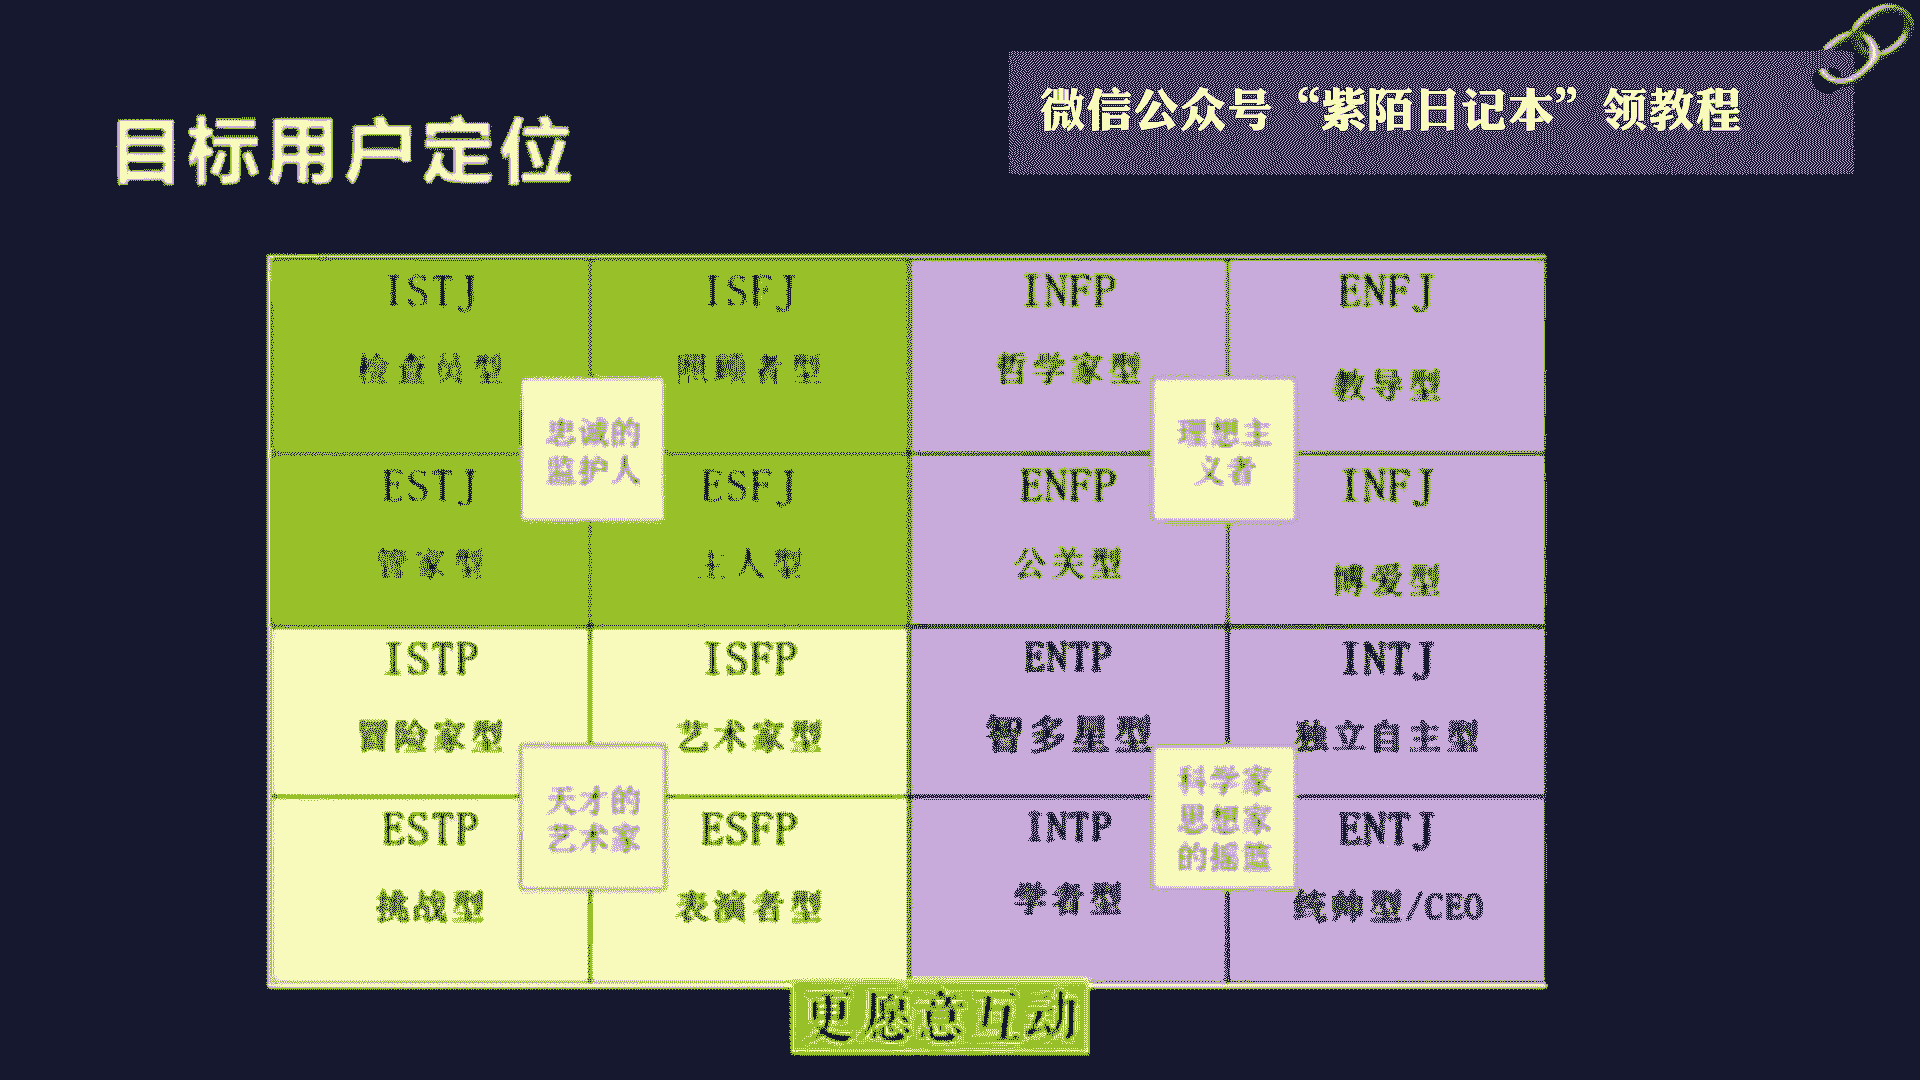 微信公众号“紫陌日记本”领教程
目标用户定位
ISTJ
检查员型
ISFJ
照顾者型
忠诚的
监护人
ESTJ
管家型
ESFJ
主人型
INFP
哲学家型
ENFJ
教导型
理想主
义者
ENFP
公关型
INFJ
博爱型
ISTP
冒险家型
ISFP
艺术家型
天才的
艺术家
ESTP
挑战型
ESFP
表演者型
ENTP
智多星型
INTJ
独立自主型
科学家
思想家
的摇篮
INTP
学者型
ENTJ
统帅型/CEO
更愿意互动